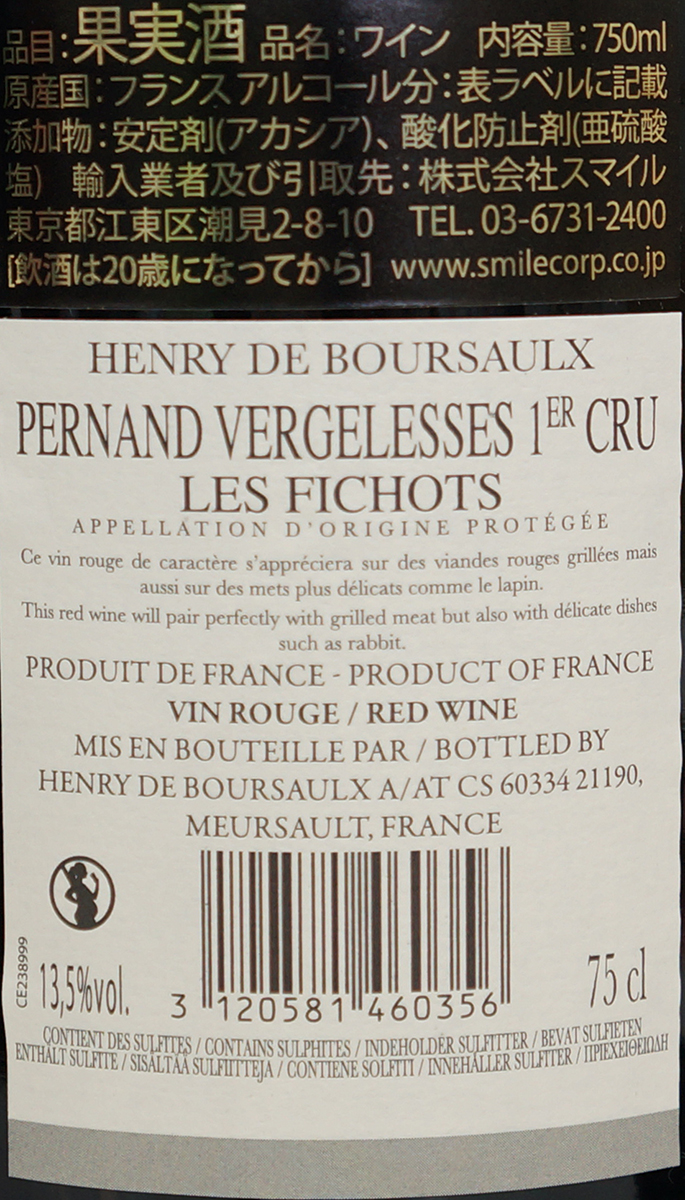 品目:果実酒 品名:ワイン 内容量:750ml
原産国:フランス アルコール分:表ラベルに記載
添加物:安定剤(アカシア)、酸化防止剤(亜硫酸
塩) 輸入業者及び引取先:株式会社スマイル
東京都江東区潮見2-8-10 TEL. 03-6731-2400
[飲酒は20歳になってから] www.smilecorp.co.jp
HENRY DE BOURSAULX
PERNAND VERGELESSES 1ER CRU
LES FICHOTS
APPELLATION D'ORIGINE PROTÉGÉE
Ce vin rouge de caractère s'appréciera sur des viandes rouges grillées mais
aussi sur des mets plus délicats comme le lapin.
This red wine will pair perfectly with grilled meat but also with délicate dishes
such as rabbit.
PRODUIT DE FRANCE - PRODUCT OF FRANCE
VIN ROUGE / RED WINE
MIS EN BOUTEILLE PAR / BOTTLED BY
HENRY DE BOURSAULX A/AT CS 60334 21190,
MEURSAULT, FRANCE
CE238999
13,5%vol.
3 120581 460356
75 cl
CONTIENT DES SULFITES / CONTAINS SULPHITES / INDEHOLDER SULFITTER / BEVAT SULFIETEN
ENTHÄLT SULFITE / SISÄLTÄÄ SULFIITTEJA / CONTIENE SOLFITI / INNEHÅLLER SULFITER / ΠΡΙΕΧΕΙΘΕΙΩΔΗ